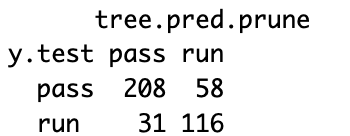 tree.pred.prune
y.test pass run
pass 208 58
run 31 116